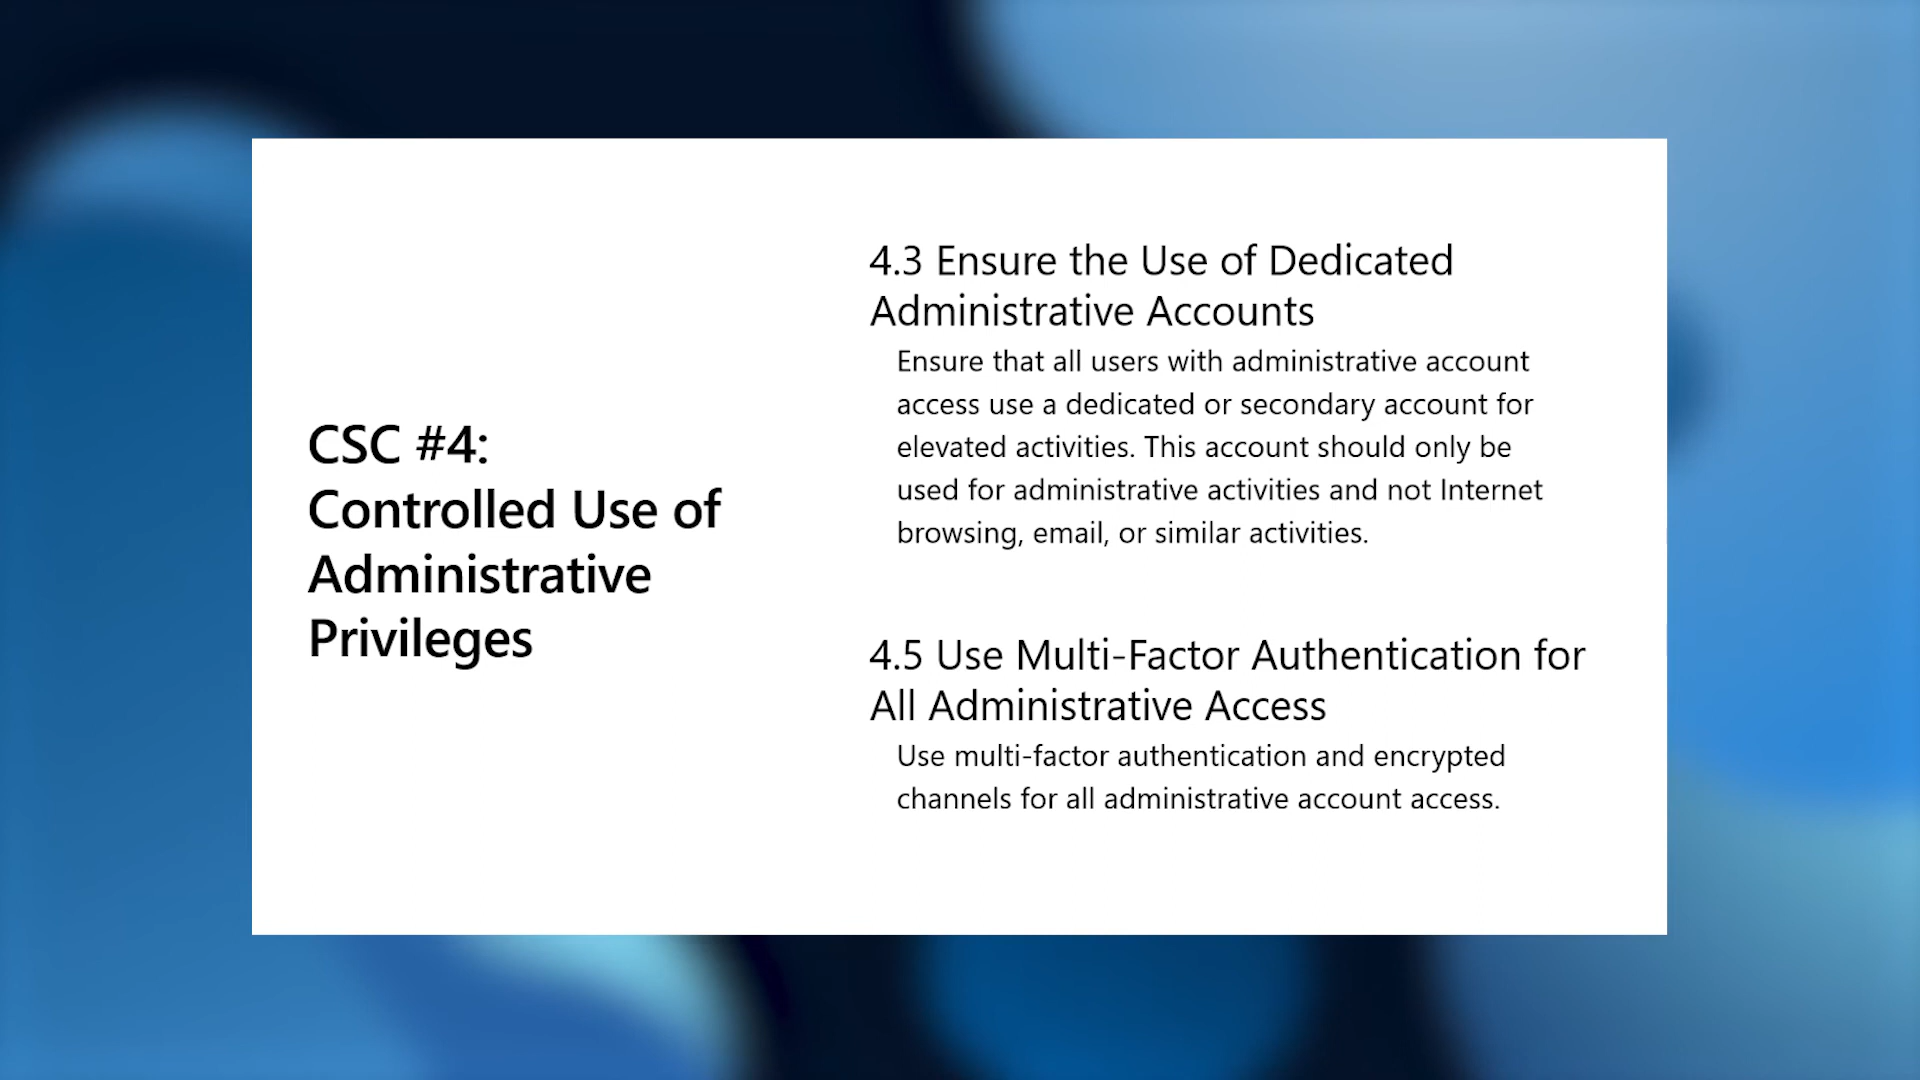 CSC #4:
Controlled Use of
Administrative
Privileges
4.3 Ensure the Use of Dedicated
Administrative Accounts
Ensure that all users with administrative account
access use a dedicated or secondary account for
elevated activities. This account should only be
used for administrative activities and not Internet
browsing, email, or similar activities.
4.5 Use Multi-Factor Authentication for
All Administrative Access
Use multi-factor authentication and encrypted
channels for all administrative account access.